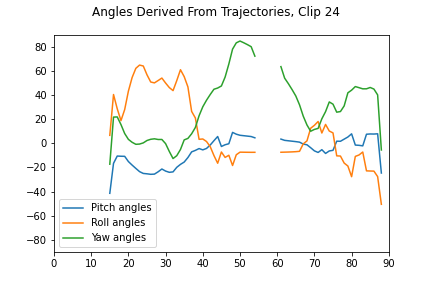 Angles Derived From Trajectories, Clip 24
80
60
40
20
0
−20
−40
−60
−80
Pitch angles
Roll angles
Yaw angles
0 10 20 30 40 50 60 70 80 90